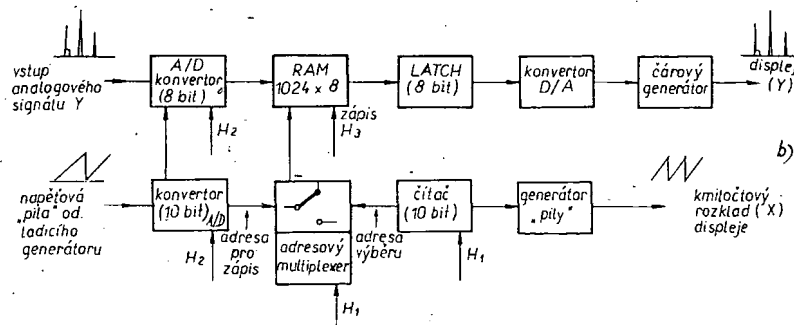 vstup
analogového
signálu Y
A/D
konvertor
(8 bit)
H2
RAM
1024 x 8
zápis
H3
LATCH
(8 bit)
konvertor
D/A
čárový
generátor
displej
(Y)
b)
napěťová
"pila" od
ladicího
generátoru
konvertor
(10 bit) A/D
H2
adresa
pro
zápis
adresový
multiplexer
H1
adresa
výběru
čítač
(10 bit)
H1
generátor
"pily"
kmitočtový
rozklad ("X)
displeje